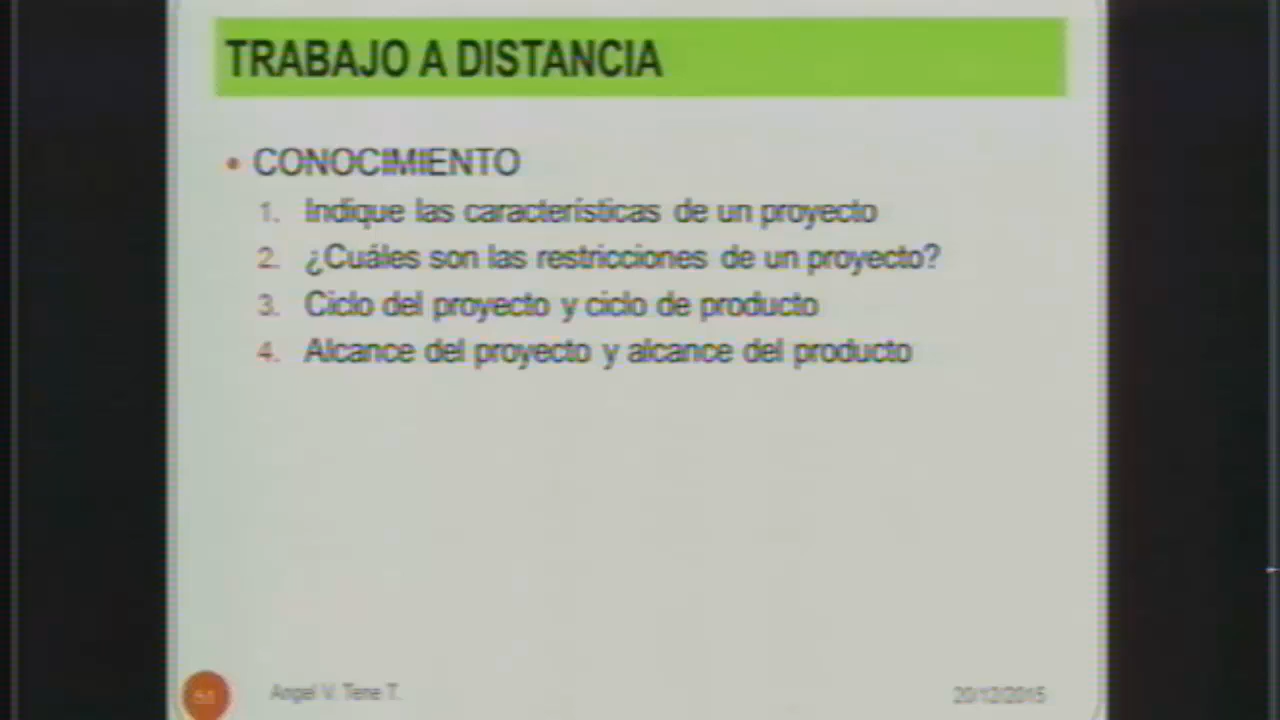 TRABAJO A DISTANCIA
• CONOCIMIENTO
1. Indique las características de un proyecto
2. ¿Cuáles son las restricciones de un proyecto?
3. Ciclo del proyecto y ciclo de producto
4. Alcance del proyecto y alcance del producto
Angel V. Tene T.
20/12/2015